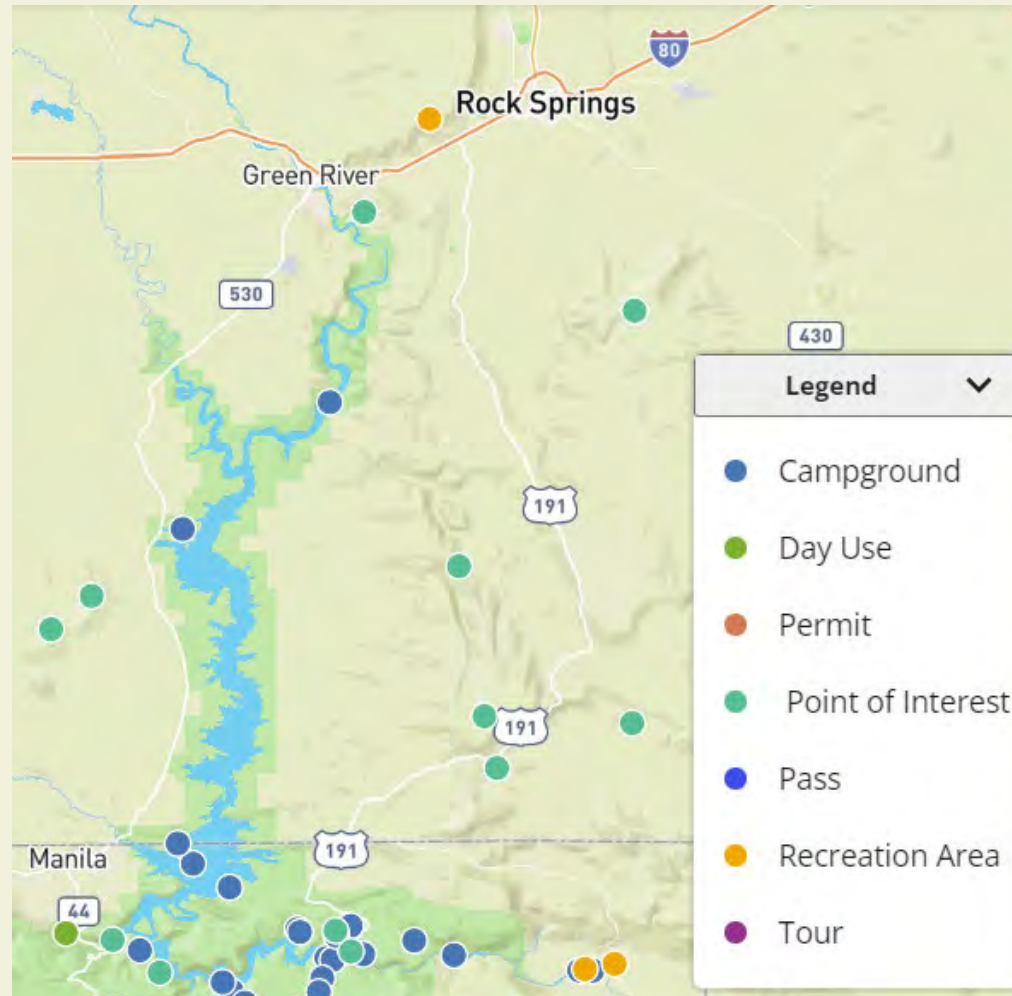 80
Rock Springs
Green River
530
430
Legend
Campground
191
Day Use
Permit
Point of Interest
191
Pass
191
Manila
Recreation Area
44
Tour